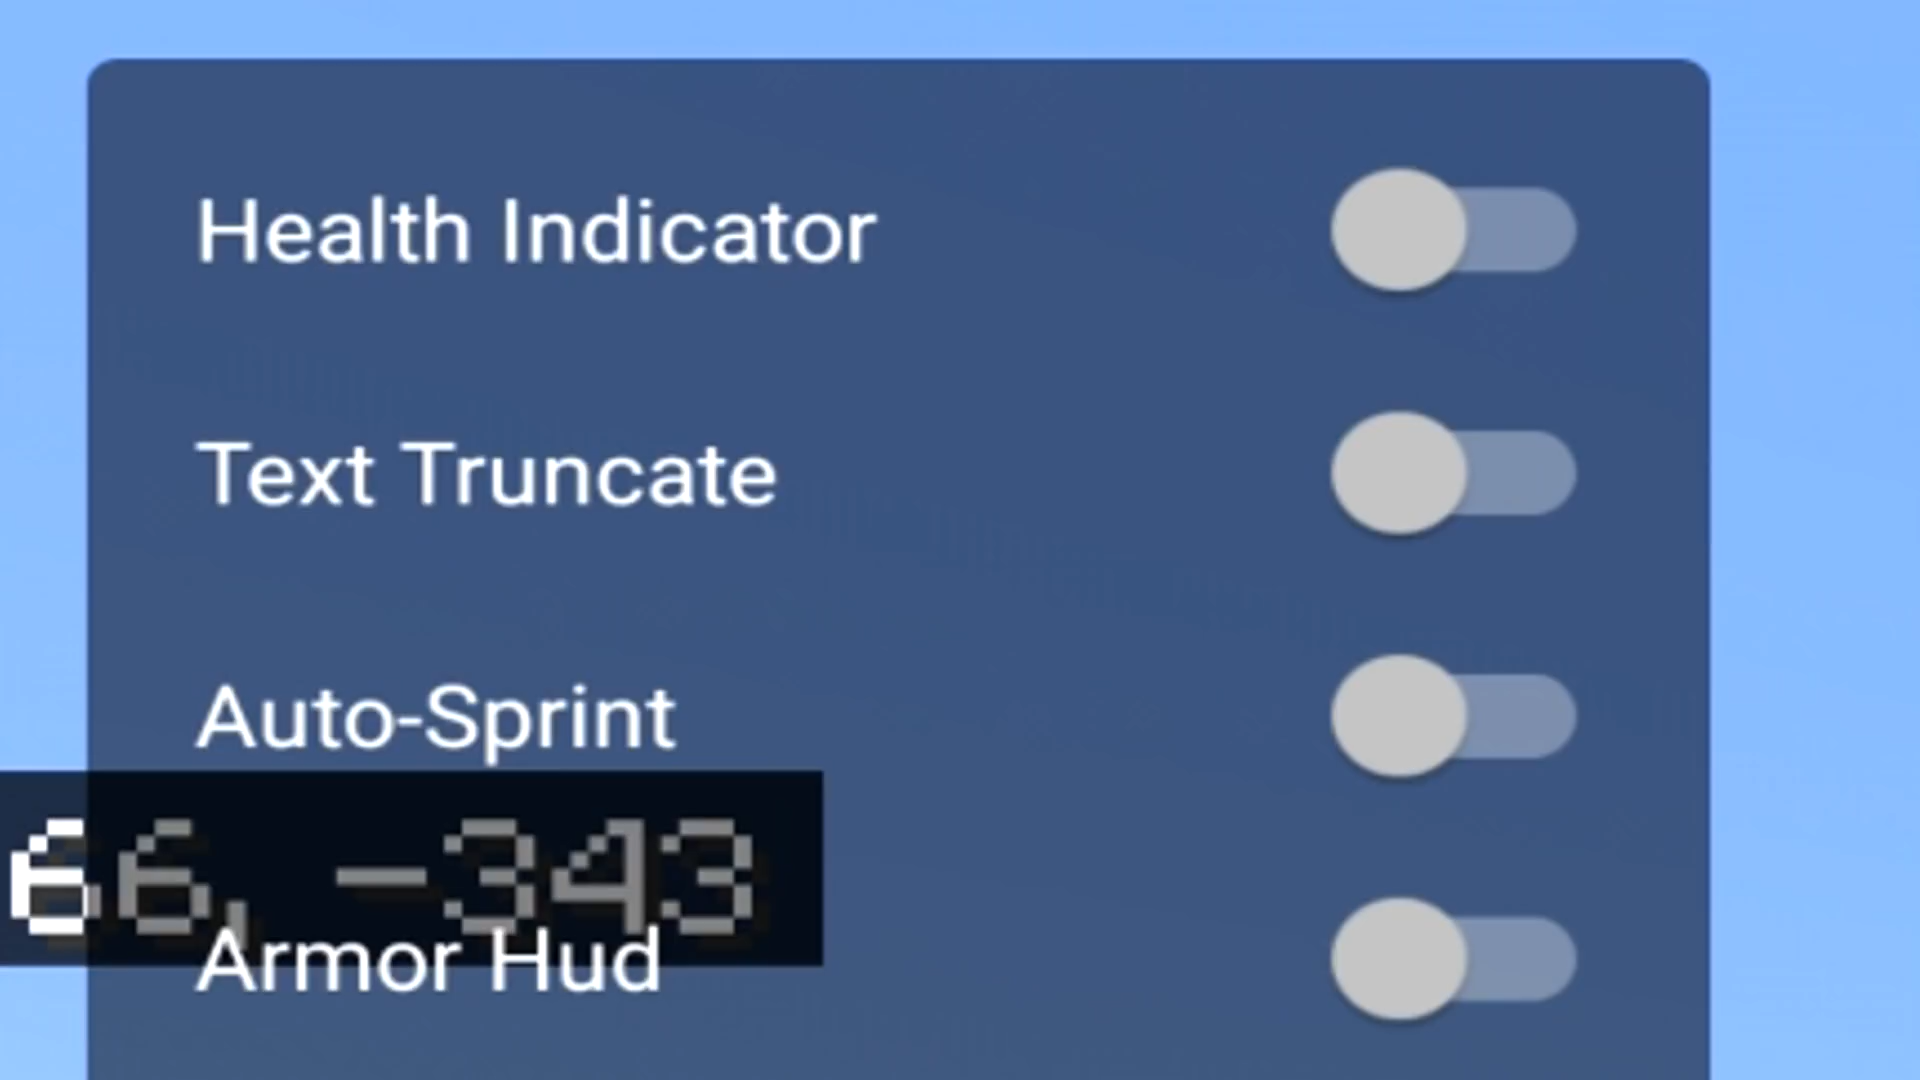 Health Indicator
Text Truncate
Auto-Sprint
66, -343
Armor Hud